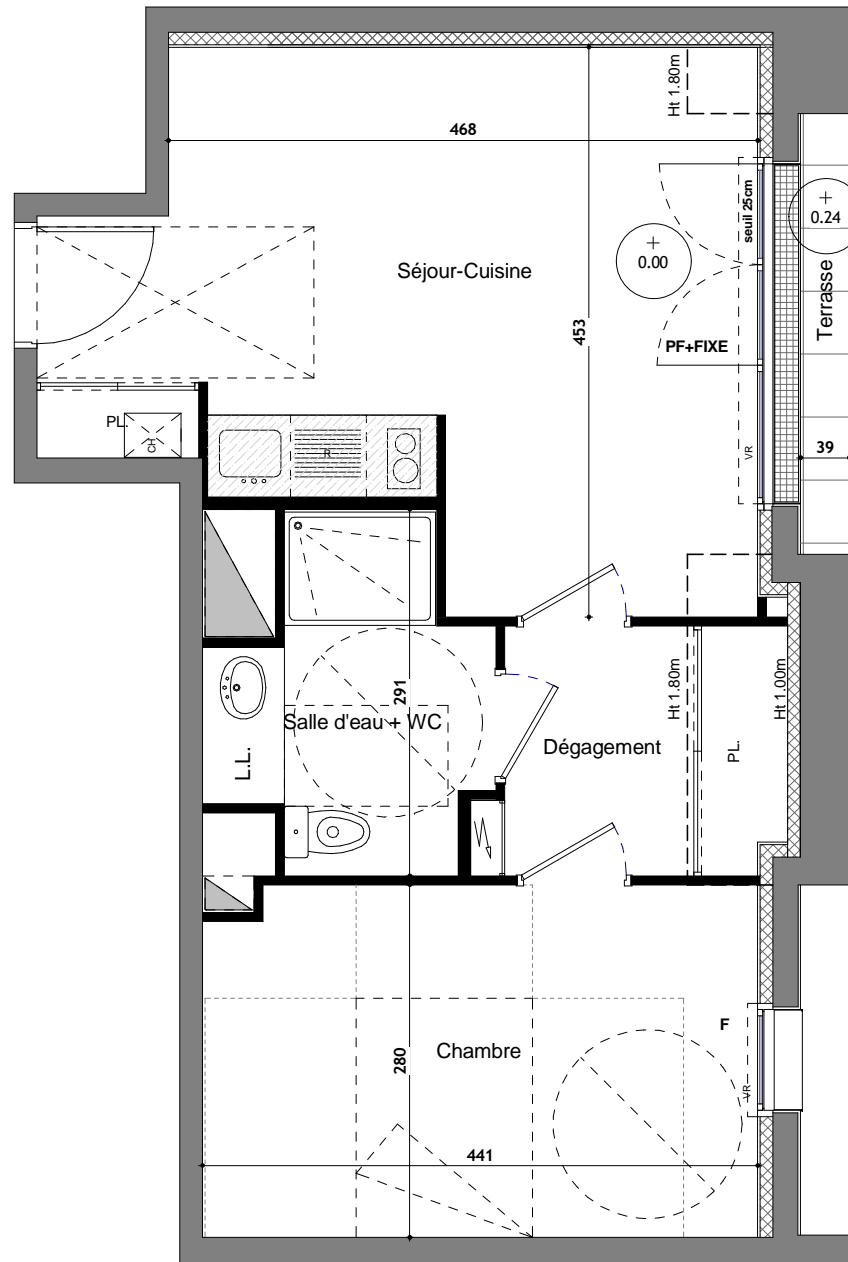 Ht 1.80m
468
seuil 25cm
+
0.24
+
0.00
Séjour-Cuisine
Terrasse
453
PF+FIXE
PL.
CH
R
VR
39
291
Ht 1.80m
Ht 1.00m
Salle d'eau + WC
L.L.
Dégagement
PL.
F
Chambre
280
VR
441